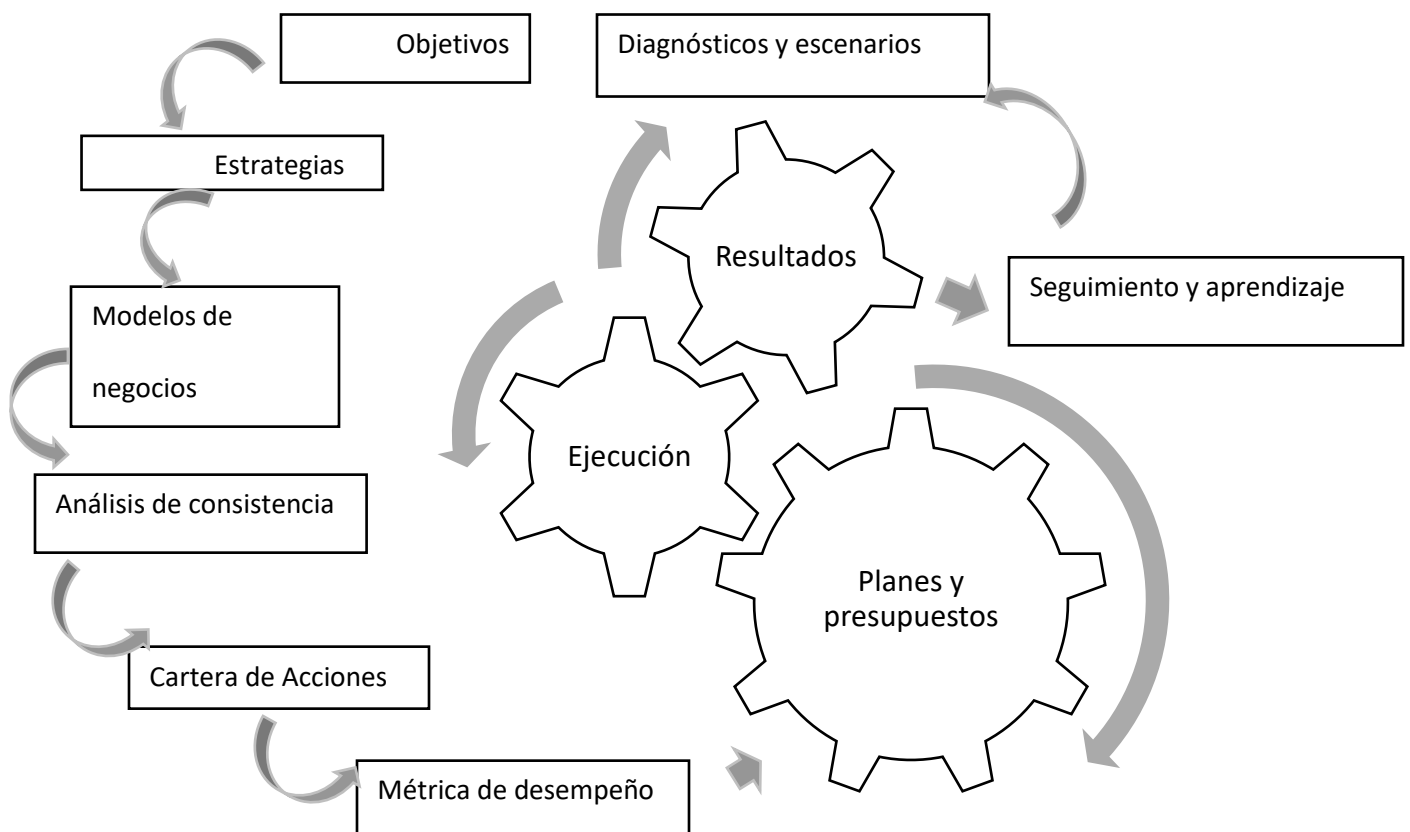 Objetivos
Diagnósticos y escenarios
Estrategias
Resultados
Seguimiento y aprendizaje
Modelos de
negocios
Ejecución
Análisis de consistencia
Planes y
presupuestos
Cartera de Acciones
Métrica de desempeño